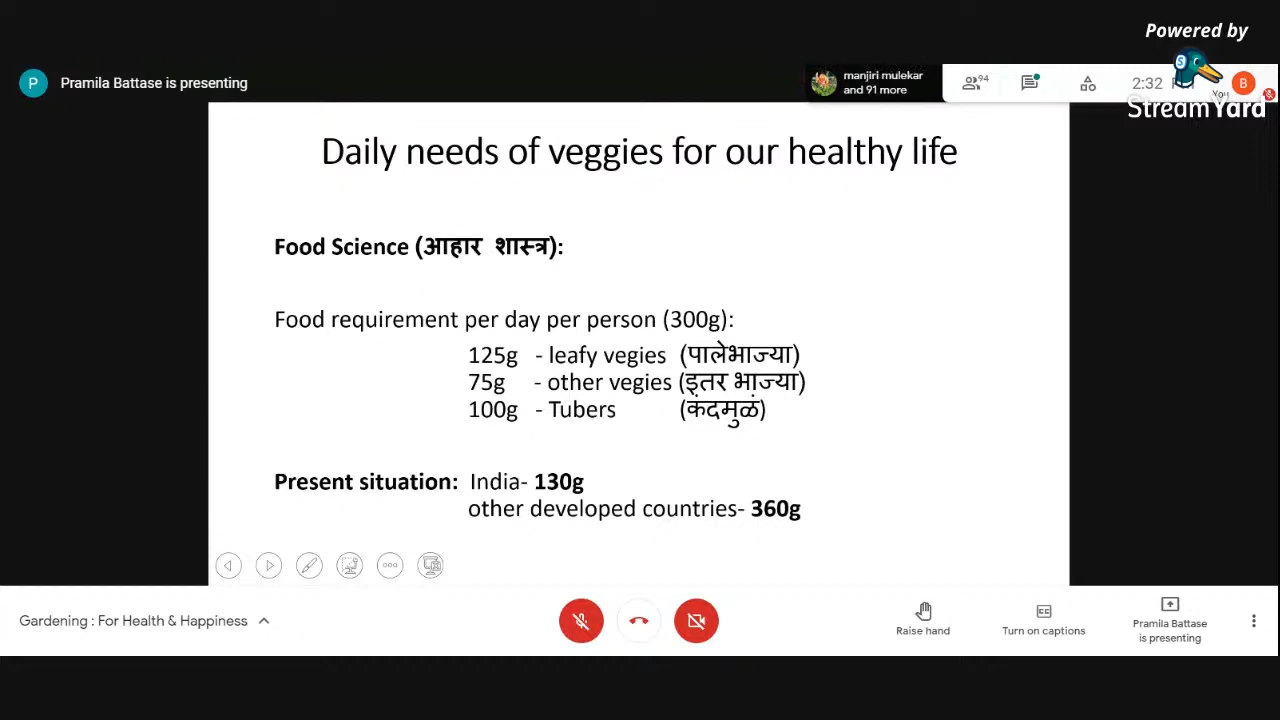 Powered by
StreamYard
P Pramila Battase is presenting
manjiri mulekar
and 91 more
94
2:32
You
B
Daily needs of veggies for our healthy life
Food Science (आहार शास्त्र):
Food requirement per day per person (300g):
125g - leafy vegies (पालेभाज्या)
75g - other vegies (इतर भाज्या)
100g - Tubers (कंदमुळं)
Present situation: India- 130g
other developed countries- 360g
Gardening : For Health & Happiness
Raise hand
CC
Turn on captions
Pramila Battase
is presenting